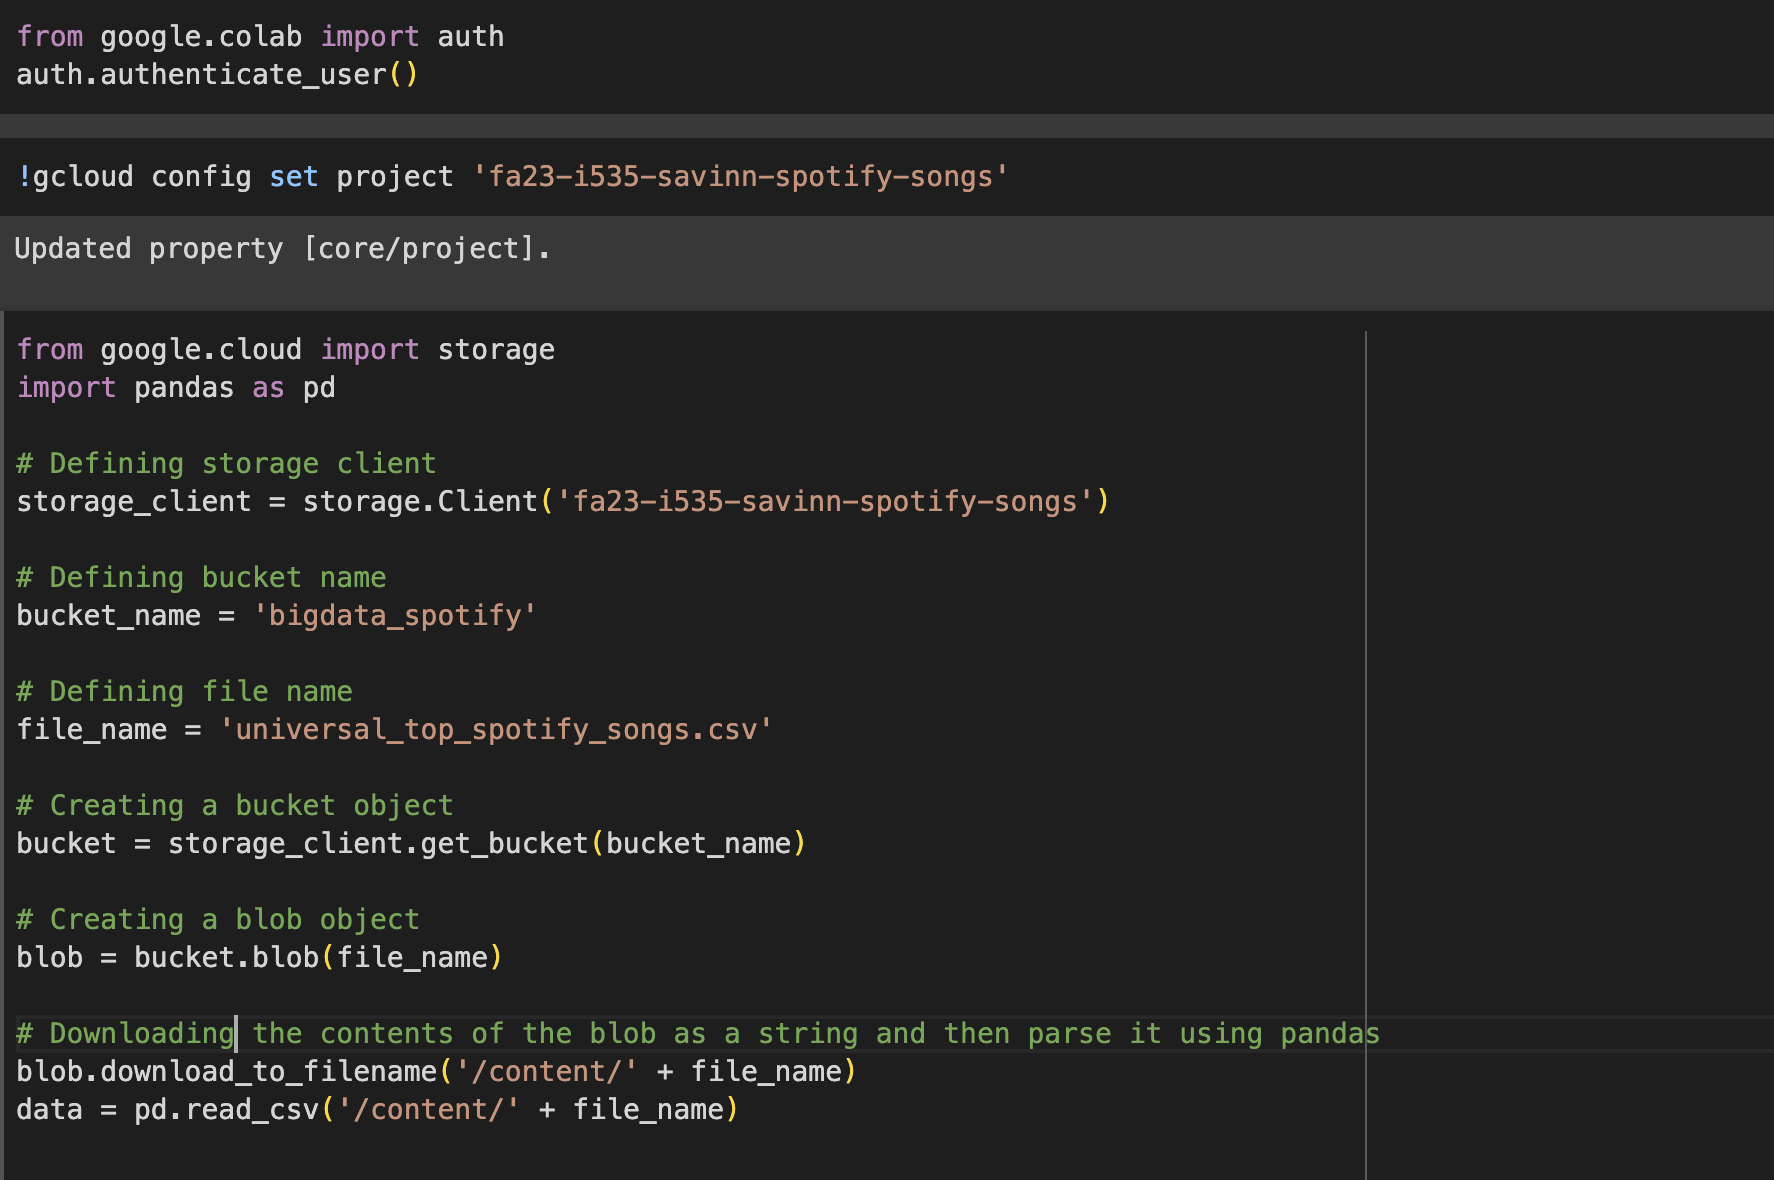 from google.colab import auth
auth.authenticate_user()
!gcloud config set project 'fa23-i535-savinn-spotify-songs'
Updated property [core/project].
from google.cloud import storage
import pandas as pd
# Defining storage client
storage_client = storage.Client('fa23-i535-savinn-spotify-songs')
# Defining bucket name
bucket_name = 'bigdata_spotify'
# Defining file name
file_name = 'universal_top_spotify_songs.csv'
# Creating a bucket object
bucket = storage_client.get_bucket(bucket_name)
# Creating a blob object
blob = bucket.blob(file_name)
# Downloading the contents of the blob as a string and then parse it using pandas
blob.download_to_filename('/content/' + file_name)
data = pd.read_csv('/content/' + file_name)